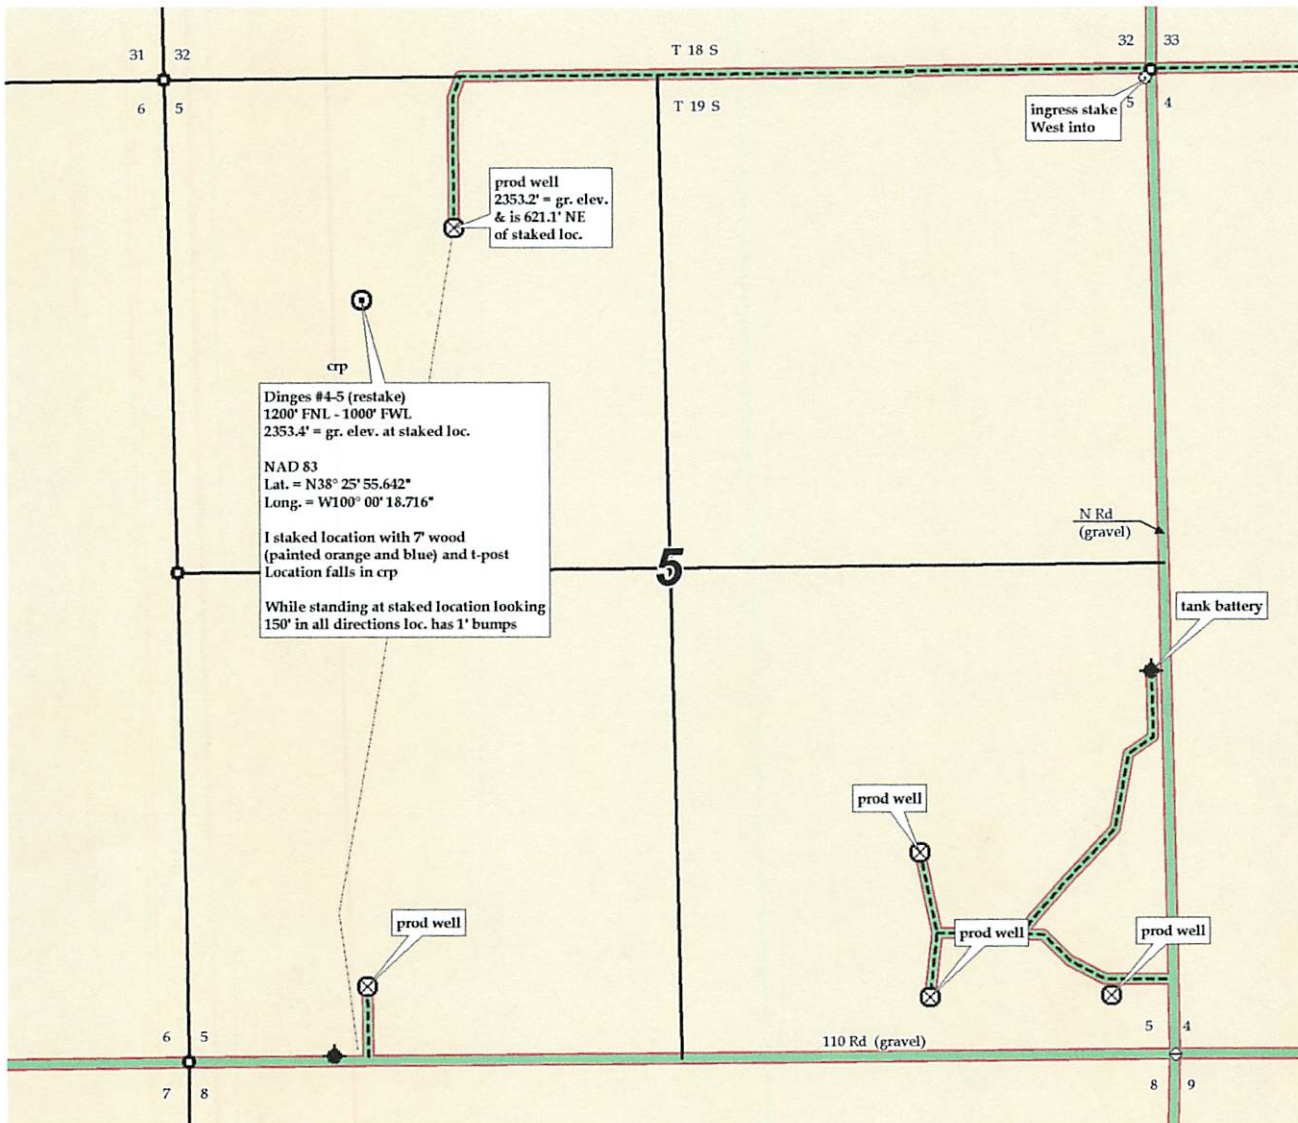 31 32
T 18 S
32 33
6 5
T 19 S
5 4
ingress stake
West into
prod well
2353.2' = gr. elev.
& is 621.1' NE
of staked loc.
crp
Dinges #4-5 (restake)
1200' FNL - 1000' FWL
2353.4' = gr. elev. at staked loc.
NAD 83
Lat. = N38° 25' 55.642"
Long. = W100° 00' 18.716"
I staked location with 7' wood
(painted orange and blue) and t-post
Location falls in crp
While standing at staked location looking
150' in all directions loc. has 1' bumps
N Rd
(gravel)
5
tank battery
prod well
prod well
prod well
prod well
6 5
5 4
110 Rd (gravel)
7 8
8 9